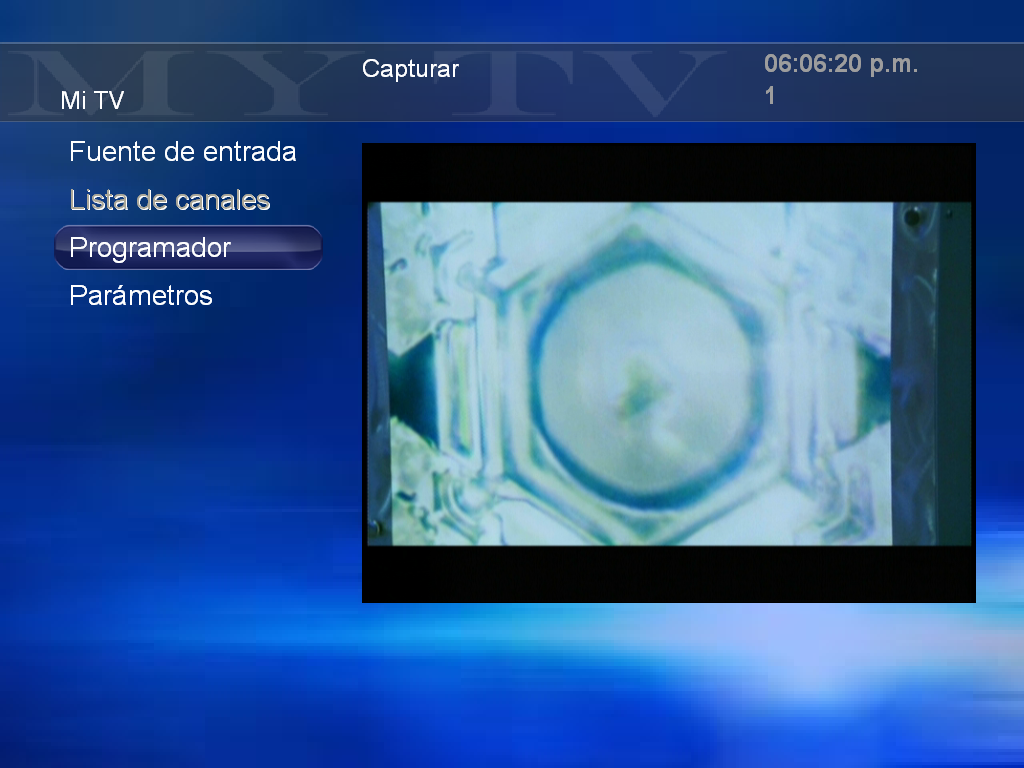 MY TV
Capturar
06:06:20 p.m.
Mi TV
1
Fuente de entrada
Lista de canales
Programador
Parámetros